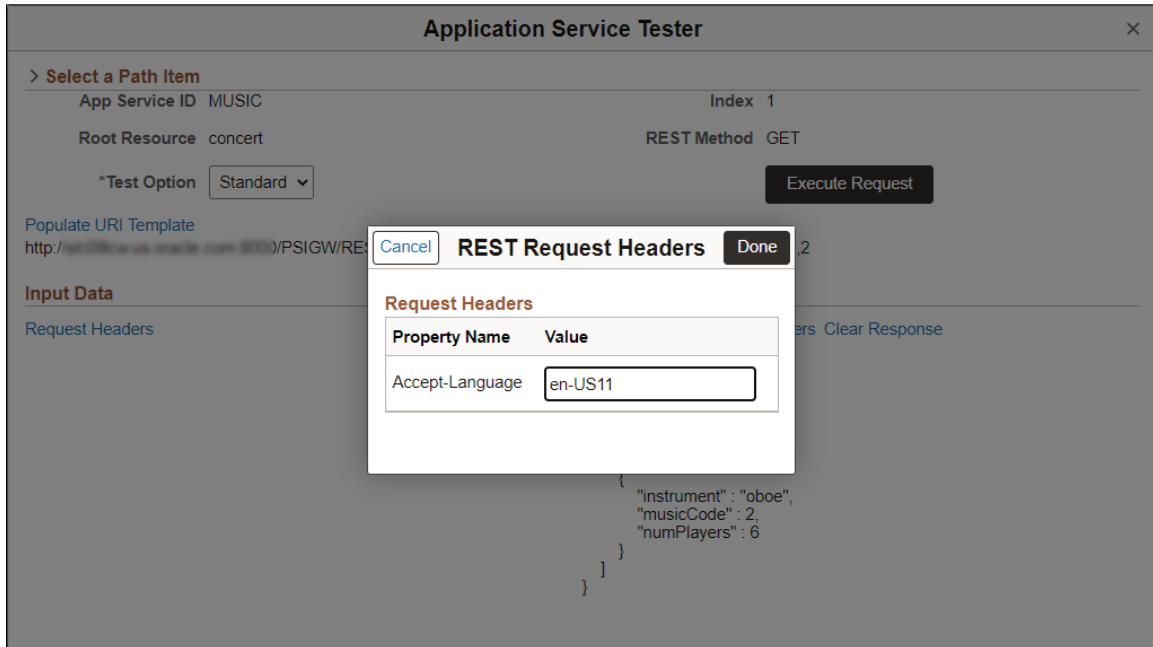 Application Service Tester
Select a Path Item
App Service ID MUSIC
Index 1
Root Resource concert
REST Method GET
*Test Option Standard
Execute Request
Populate URI Template
http:/ /PSIGW/RES ,2
Cancel REST Request Headers Done
Input Data
Request Headers
ers Clear Response
Request Headers
Property Name Value
Accept-Language en-US11
{
"instrument" : "oboe",
"musicCode" : 2,
"numPlayers" : 6
}
]
}